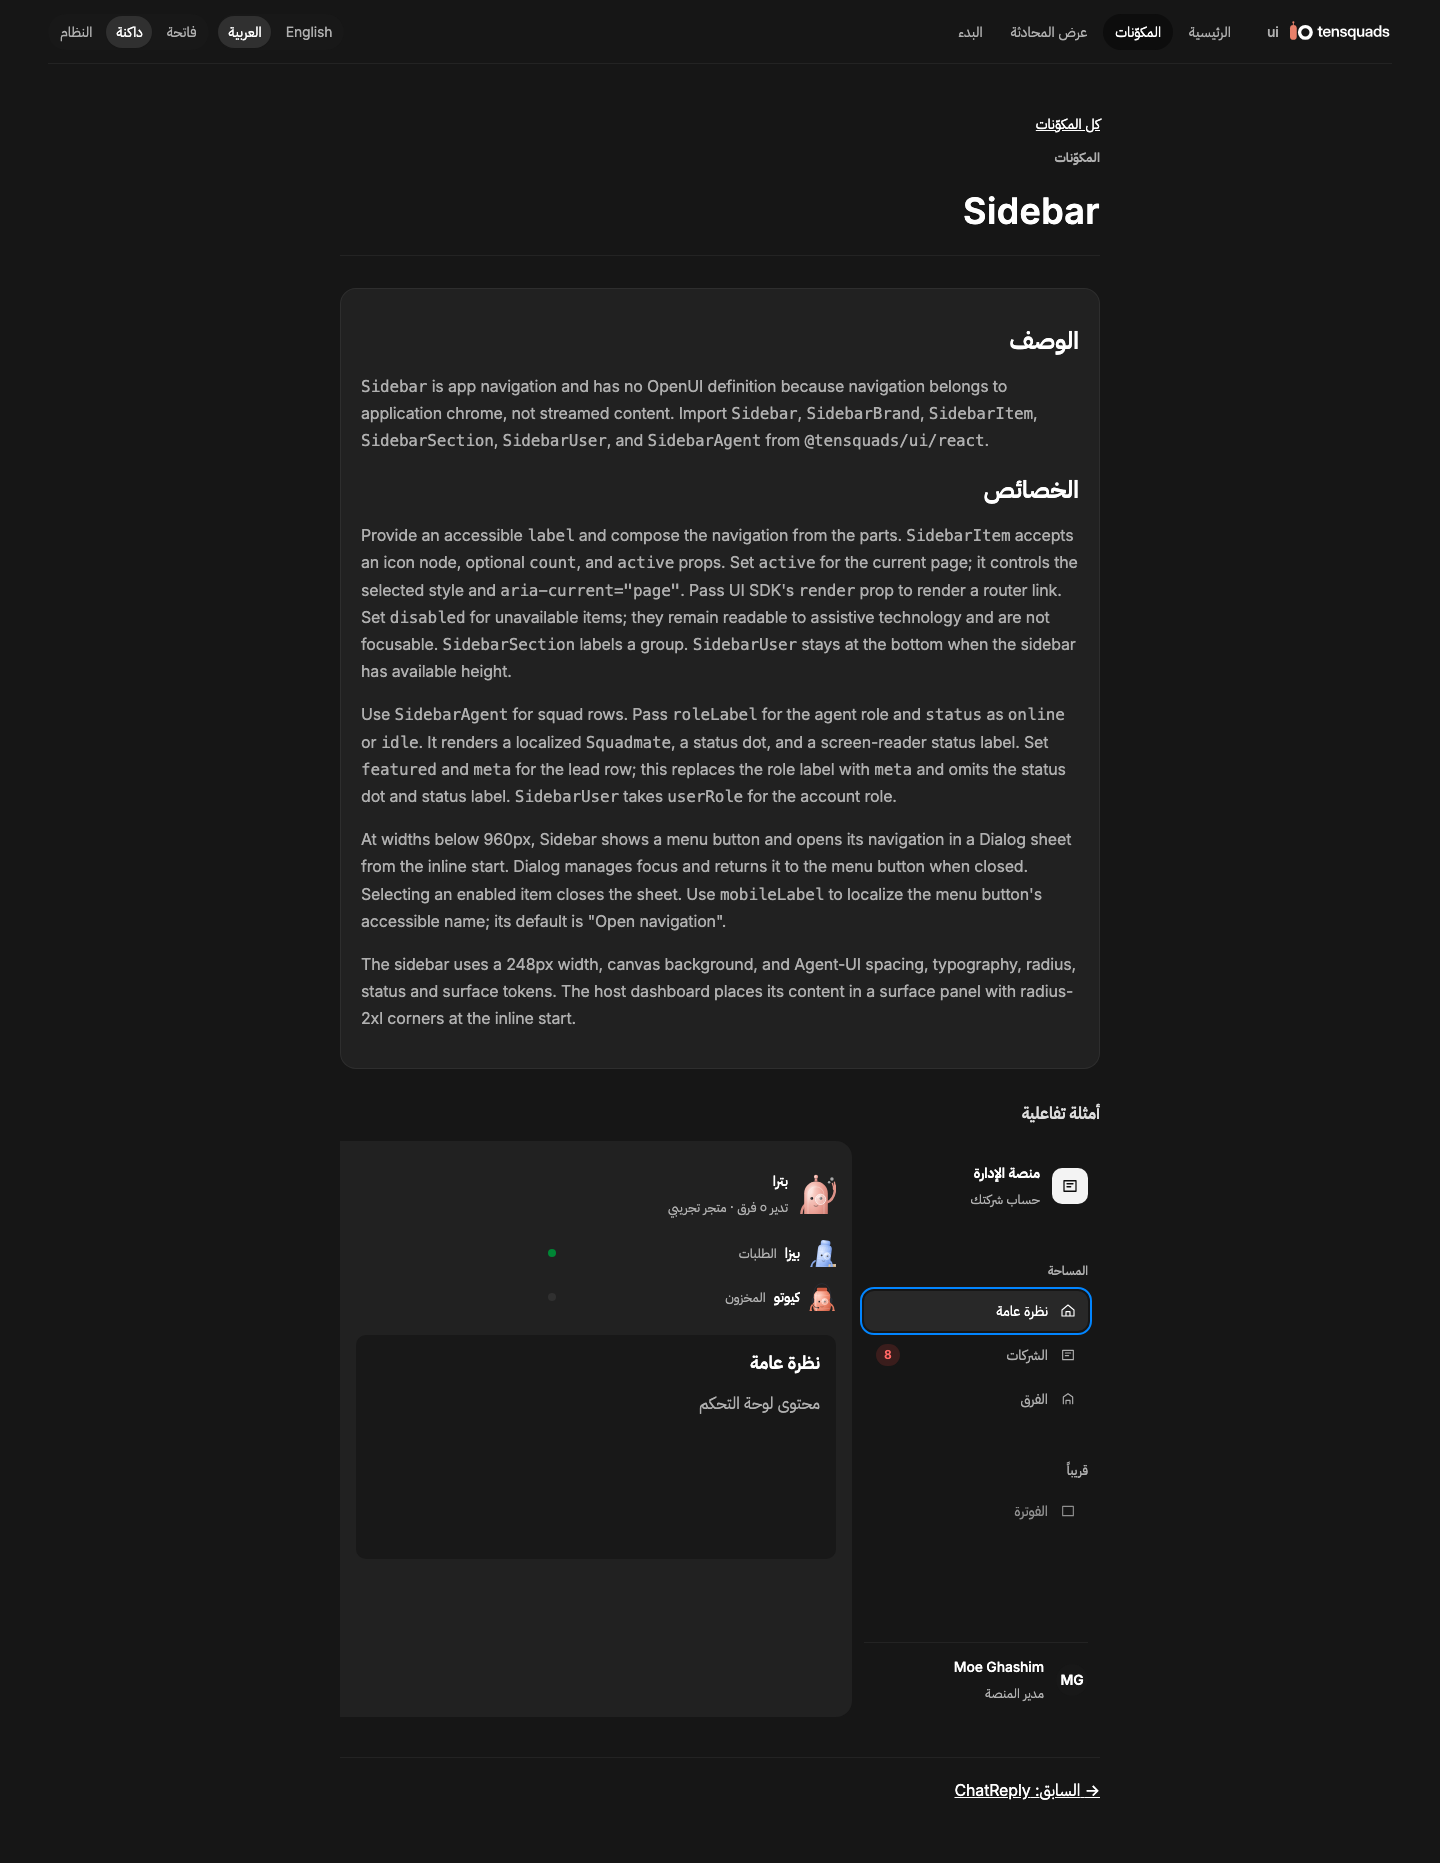 tensquads ui
الرئيسية
المكوّنات
عرض المحادثة
البدء
English
العربية
فاتحة
داكنة
النظام
كل المكوّنات
المكوّنات
Sidebar
الوصف
Sidebar is app navigation and has no OpenUI definition because navigation belongs to
application chrome, not streamed content. Import Sidebar, SidebarBrand, SidebarItem,
SidebarSection, SidebarUser, and SidebarAgent from @tensquads/ui/react.
الخصائص
Provide an accessible label and compose the navigation from the parts. SidebarItem accepts
an icon node, optional count, and active props. Set active for the current page; it controls the
selected style and aria-current="page". Pass UI SDK's render prop to render a router link.
Set disabled for unavailable items; they remain readable to assistive technology and are not
focusable. SidebarSection labels a group. SidebarUser stays at the bottom when the sidebar
has available height.
Use SidebarAgent for squad rows. Pass roleLabel for the agent role and status as online
or idle. It renders a localized Squadmate, a status dot, and a screen-reader status label. Set
featured and meta for the lead row; this replaces the role label with meta and omits the status
dot and status label. SidebarUser takes userRole for the account role.
At widths below 960px, Sidebar shows a menu button and opens its navigation in a Dialog sheet
from the inline start. Dialog manages focus and returns it to the menu button when closed.
Selecting an enabled item closes the sheet. Use mobileLabel to localize the menu button's
accessible name; its default is "Open navigation".
The sidebar uses a 248px width, canvas background, and Agent-UI spacing, typography, radius,
status and surface tokens. The host dashboard places its content in a surface panel with radius-
2xl corners at the inline start.
أمثلة تفاعلية
منصة الإدارة
حساب شركتك
المساحة
نظرة عامة
الشركات 8
الفرق
قريباً
الفوترة
MG
Moe Ghashim
مدير المنصة
بترا
تدير ٥ فرق · متجر تجريبي
بيزا الطلبات
كيوتو المخزون
نظرة عامة
محتوى لوحة التحكم
→ السابق: ChatReply